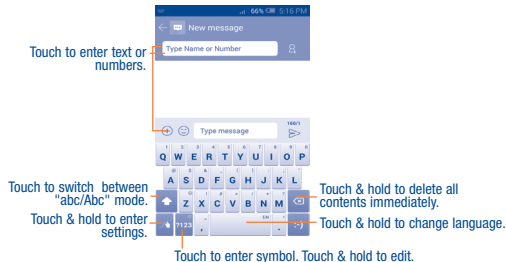 66% 5:16 PM
New message
Type Name or Number
Touch to enter text or
numbers.
Type message
160/1
Q W E R T Y U I O P
A S D F G H J K L
Touch to switch between
"abc/Abc" mode.
Z X C V B N M
Touch & hold to delete all
contents immediately.
Touch & hold to enter
settings.
?123 , EN . :-)
Touch & hold to change language.
Touch to enter symbol. Touch & hold to edit.